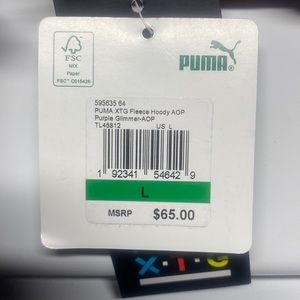 FSC
MIX
Paper
FSC® C015425
PUMA
595635 64
PUMA XTG Fleece Hoody AOP
Purple Glimmer-AOP
TL45812 US L
1 92341 54642 9
L
MSRP $65.00
X·T·G